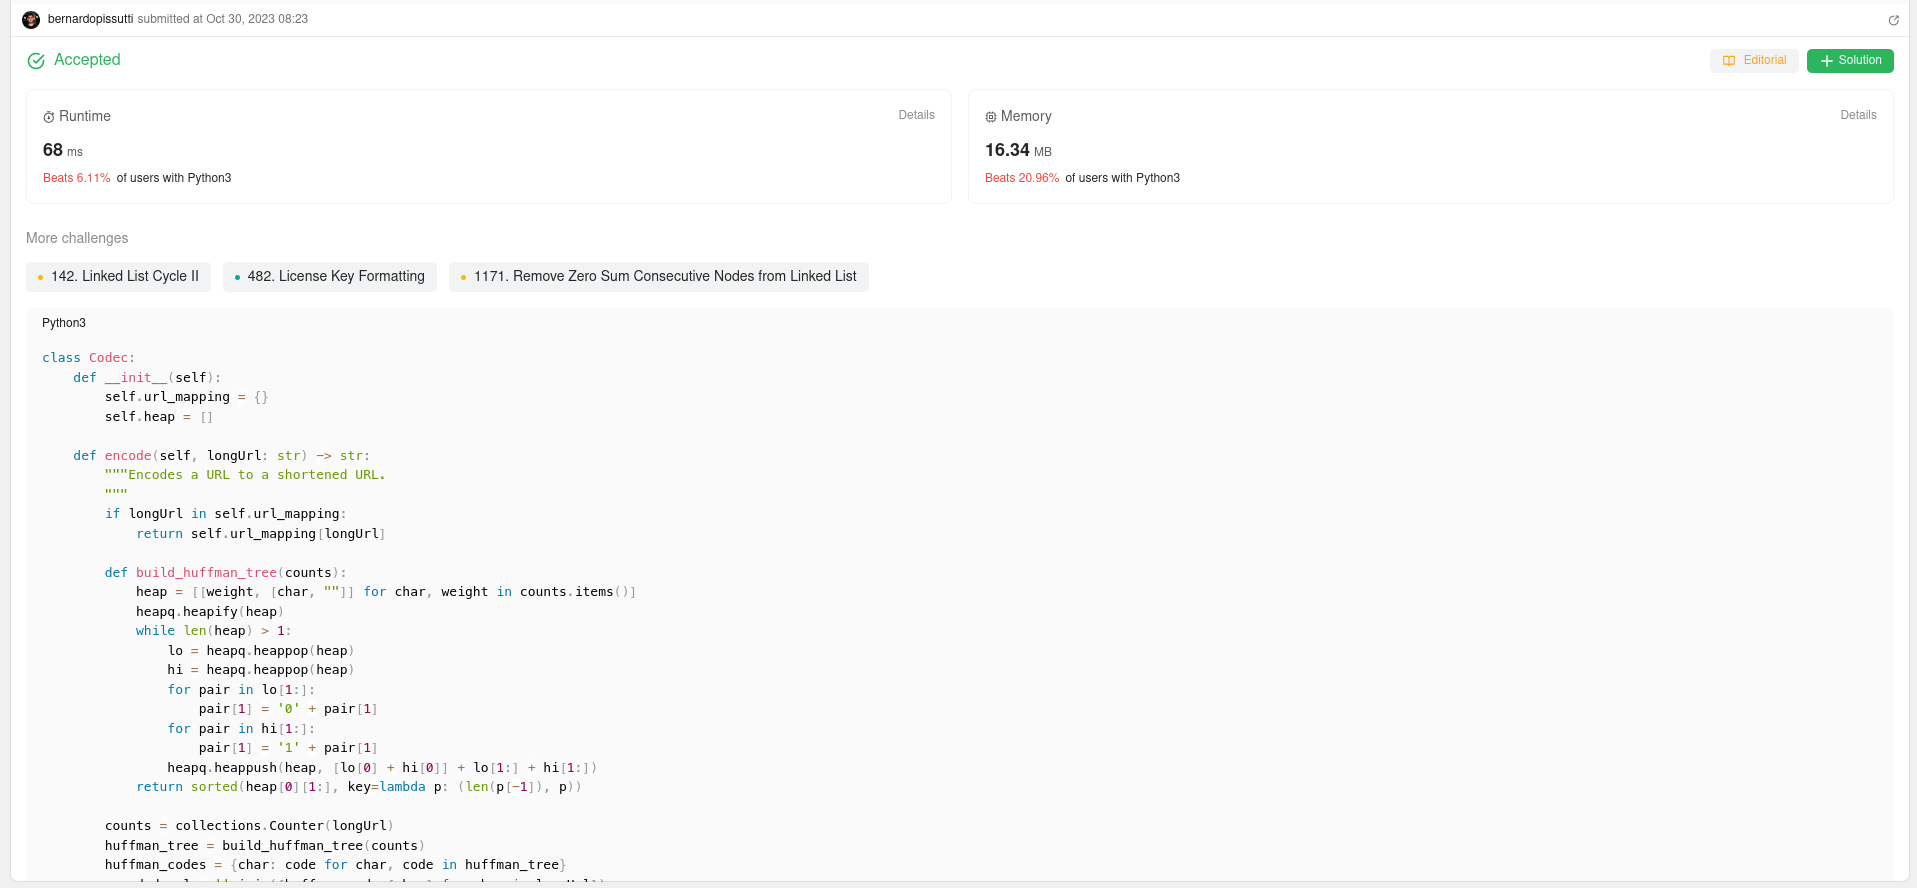 bernardopissutti submitted at Oct 30, 2023 08:23
Accepted
Editorial
Solution
Runtime
Details
68 ms
Beats 6.11% of users with Python3
Memory
Details
16.34 MB
Beats 20.96% of users with Python3
More challenges
142. Linked List Cycle II
482. License Key Formatting
1171. Remove Zero Sum Consecutive Nodes from Linked List
Python3
class Codec:
    def __init__(self):
        self.url_mapping = {}
        self.heap = []
    def encode(self, longUrl: str) -> str:
        """Encodes a URL to a shortened URL.
        """
        if longUrl in self.url_mapping:
            return self.url_mapping[longUrl]
        def build_huffman_tree(counts):
            heap = [[weight, [char, ""]] for char, weight in counts.items()]
            heapq.heapify(heap)
            while len(heap) > 1:
                lo = heapq.heappop(heap)
                hi = heapq.heappop(heap)
                for pair in lo[1:]:
                    pair[1] = '0' + pair[1]
                for pair in hi[1:]:
                    pair[1] = '1' + pair[1]
                heapq.heappush(heap, [lo[0] + hi[0]] + lo[1:] + hi[1:])
            return sorted(heap[0][1:], key=lambda p: (len(p[-1]), p))
        counts = collections.Counter(longUrl)
        huffman_tree = build_huffman_tree(counts)
        huffman_codes = {char: code for char, code in huffman_tree}